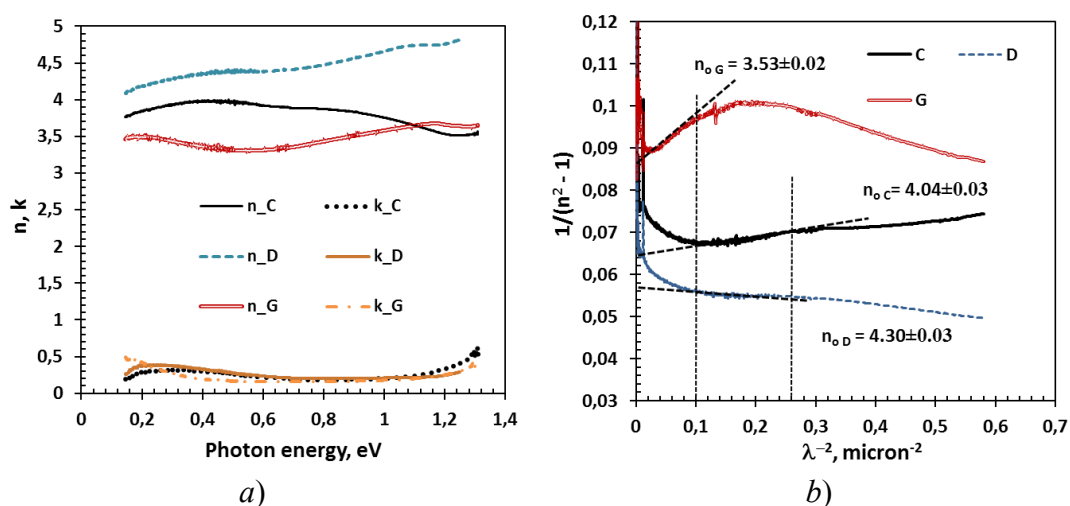 5
4,5
4
3,5
3
2,5
2
1,5
1
0,5
0
n, k
n_C
k_C
n_D
k_D
n_G
k_G
0
0,2
0,4
0,6
0,8
1
1,2
1,4
Photon energy, eV
a)
0,12
0,11
0,1
0,09
0,08
0,07
0,06
0,05
0,04
0,03
1/(n² - 1)
C
D
G
n₀ G = 3.53±0.02
n₀ C = 4.04±0.03
n₀ D = 4.30±0.03
0
0,1
0,2
0,3
0,4
0,5
0,6
0,7
λ⁻², micron⁻²
b)